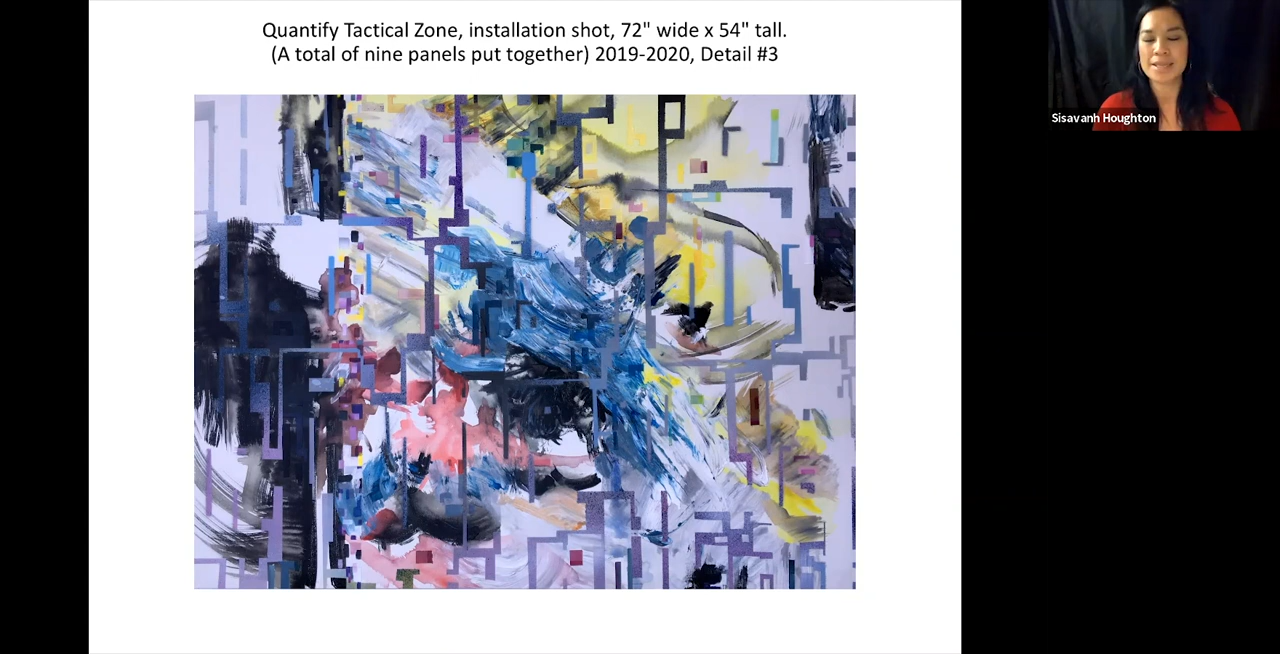 Quantify Tactical Zone, installation shot, 72" wide x 54" tall.
(A total of nine panels put together) 2019-2020, Detail #3
Sisavanh Houghton